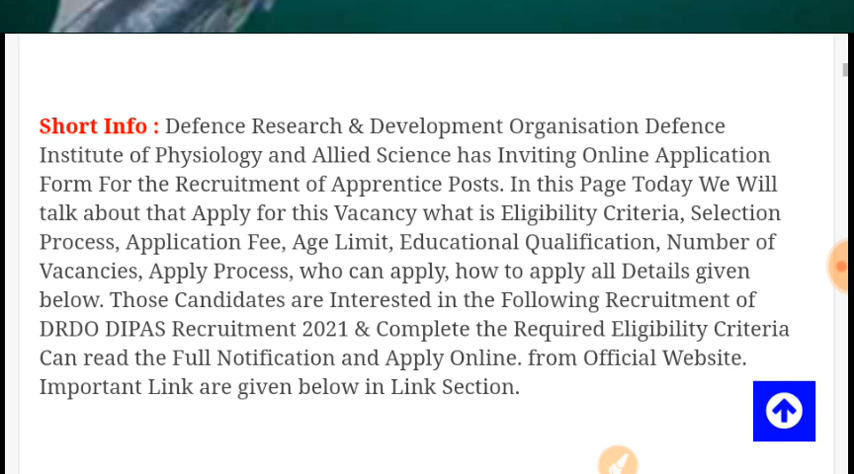 Short Info : Defence Research & Development Organisation Defence
Institute of Physiology and Allied Science has Inviting Online Application
Form For the Recruitment of Apprentice Posts. In this Page Today We Will
talk about that Apply for this Vacancy what is Eligibility Criteria, Selection
Process, Application Fee, Age Limit, Educational Qualification, Number of
Vacancies, Apply Process, who can apply, how to apply all Details given
below. Those Candidates are Interested in the Following Recruitment of
DRDO DIPAS Recruitment 2021 & Complete the Required Eligibility Criteria
Can read the Full Notification and Apply Online. from Official Website.
Important Link are given below in Link Section.